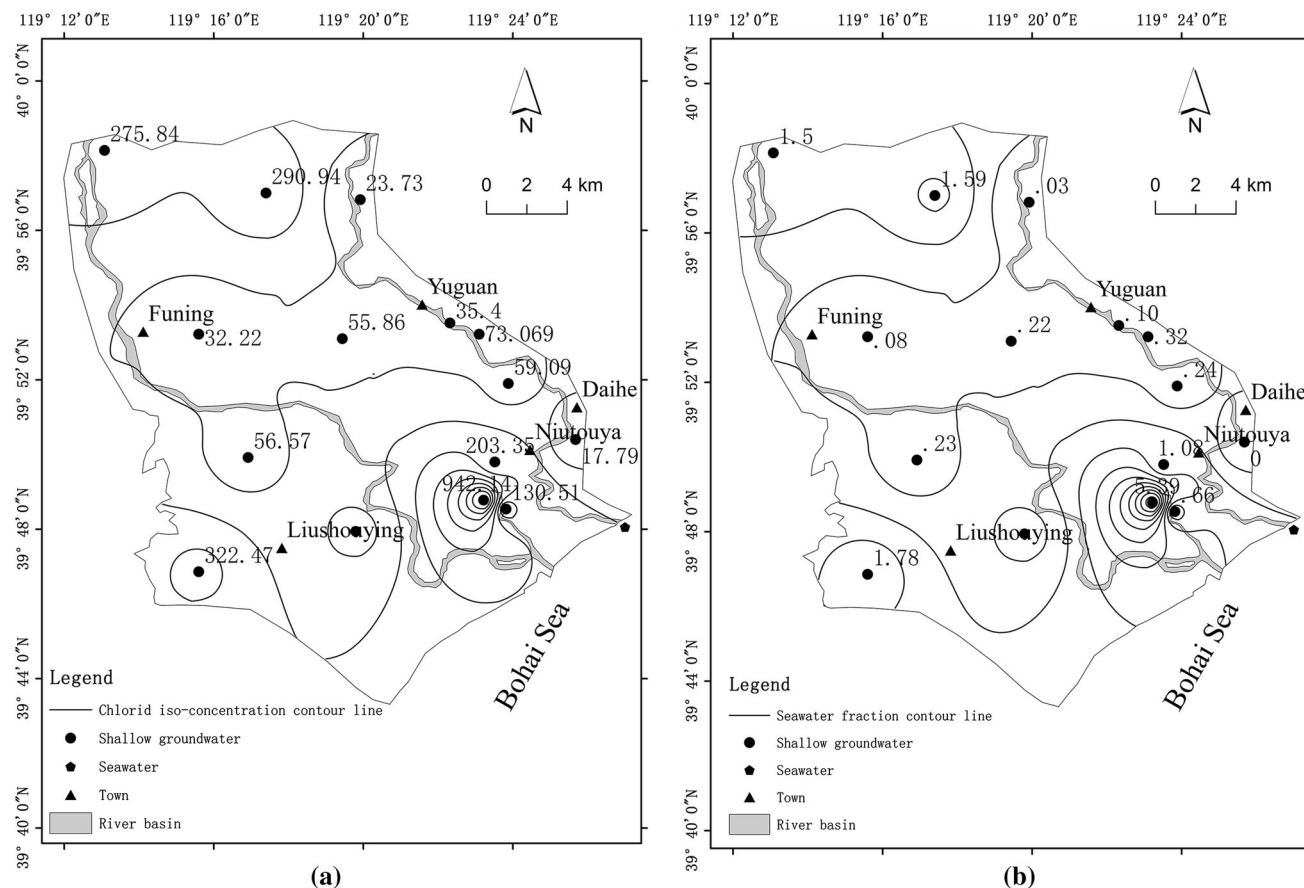 119° 12′ 0″E 119° 16′ 0″E 119° 20′ 0″E 119° 24′ 0″E
40° 0′ 0″N
39° 56′ 0″N
39° 52′ 0″N
39° 48′ 0″N
39° 44′ 0″N
39° 40′ 0″N
N
0 2 4 km
275.84
290.94
23.73
Yuguan
35.4
73.069
Funing
32.22
55.86
59.09
Daihe
56.57
203.35
Niutouya
17.79
942.14
130.51
Liushouying
322.47
Bohai Sea
Legend
Chlorid iso-concentration contour line
Shallow groundwater
Seawater
Town
River basin
(a)
119° 12′ 0″E 119° 16′ 0″E 119° 20′ 0″E 119° 24′ 0″E
40° 0′ 0″N
39° 56′ 0″N
39° 52′ 0″N
39° 48′ 0″N
39° 44′ 0″N
39° 40′ 0″N
N
0 2 4 km
1.5
1.59
.03
Yuguan
.10
.32
Funing
.08
.22
.24
Daihe
.23
1.08
Niutouya
0
5.39
.66
Liushouying
1.78
Bohai Sea
Legend
Seawater fraction contour line
Shallow groundwater
Seawater
Town
River basin
(b)